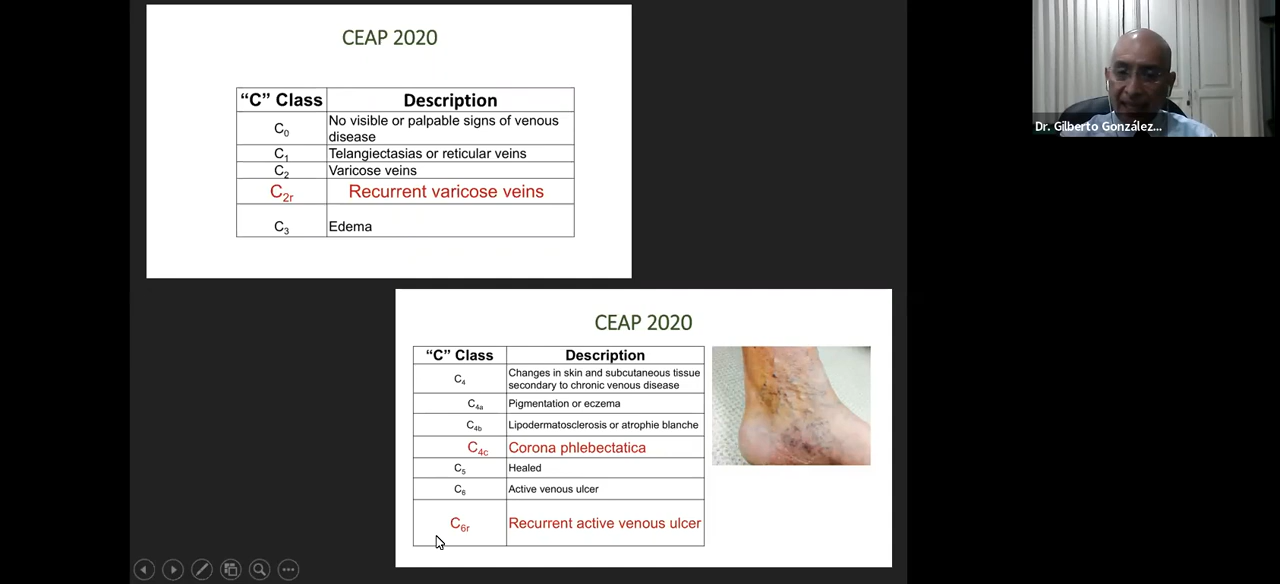 CEAP 2020
"C" Class Description
C0 No visible or palpable signs of venous
disease
C1 Telangiectasias or reticular veins
C2 Varicose veins
C2r Recurrent varicose veins
C3 Edema
Dr. Gilberto González...
CEAP 2020
"C" Class Description
C4 Changes in skin and subcutaneous tissue
secondary to chronic venous disease
C4a Pigmentation or eczema
C4b Lipodermatosclerosis or atrophie blanche
C4c Corona phlebectatica
C5 Healed
C6 Active venous ulcer
C6r Recurrent active venous ulcer